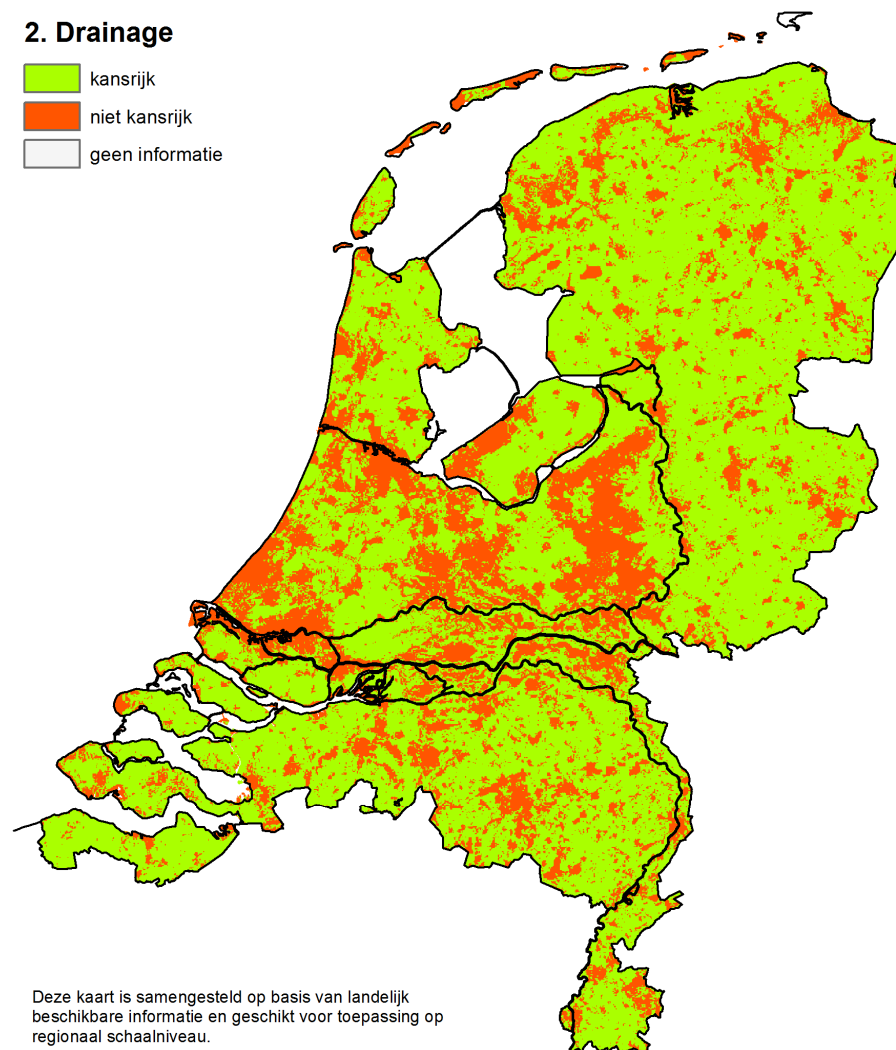 2. Drainage
kansrijk
niet kansrijk
geen informatie
Deze kaart is samengesteld op basis van landelijk
beschikbare informatie en geschikt voor toepassing op
regionaal schaalniveau.